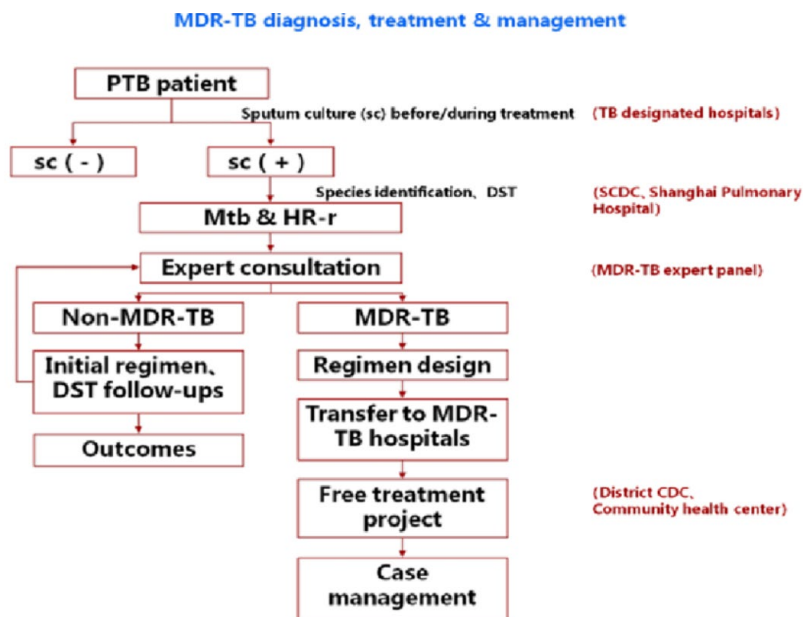 MDR-TB diagnosis, treatment & management
PTB patient
Sputum culture (sc) before/during treatment
(TB designated hospitals)
sc ( - )
sc ( + )
Species identification、DST
(SCDC、Shanghai Pulmonary
Hospital)
Mtb & HR-r
Expert consultation
(MDR-TB expert panel)
Non-MDR-TB
MDR-TB
Initial regimen、
DST follow-ups
Regimen design
Transfer to MDR-
TB hospitals
Outcomes
Free treatment
project
(District CDC、
Community health center)
Case
management